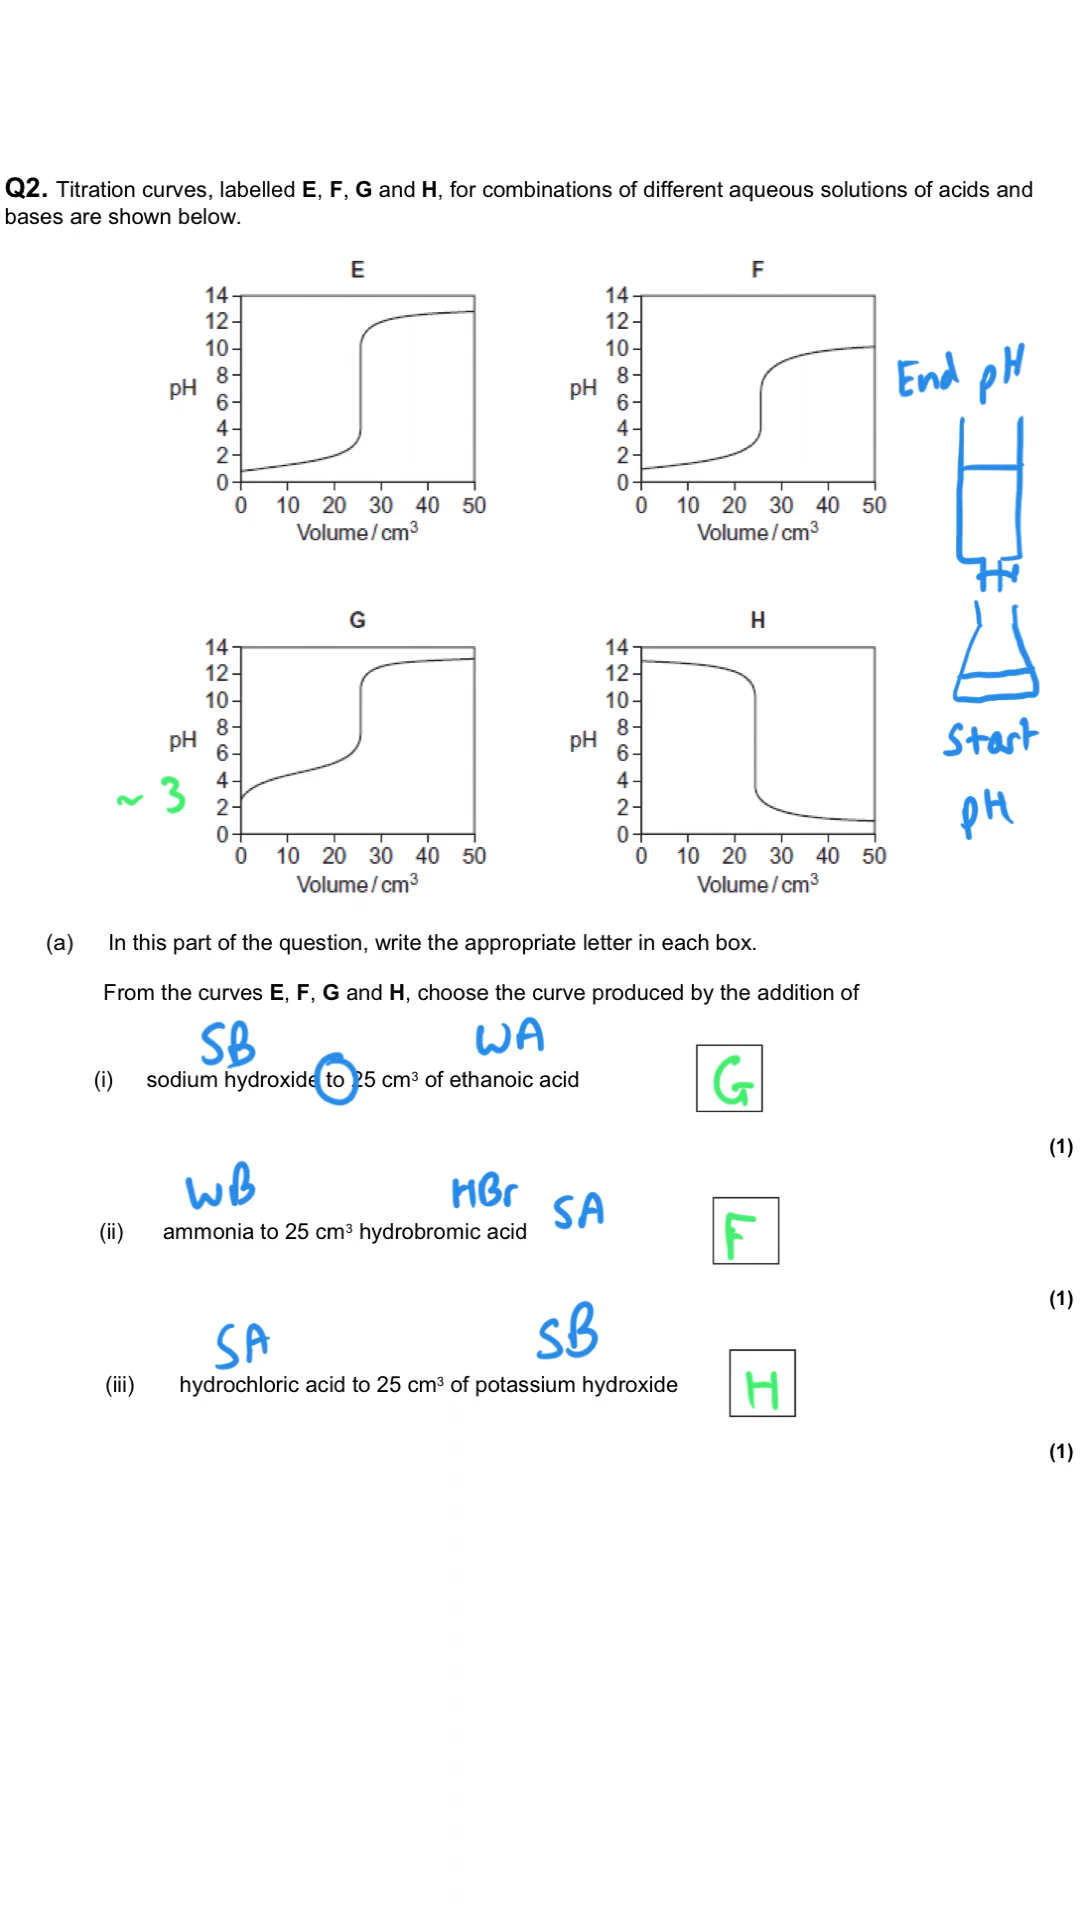 Q2. Titration curves, labelled E, F, G and H, for combinations of different aqueous solutions of acids and
bases are shown below.
E
14
12
10
8
pH
6
4
2
0
0 10 20 30 40 50
Volume / cm³
F
14
12
10
8
pH
6
4
2
0
0 10 20 30 40 50
Volume / cm³
End pH
G
14
12
10
8
pH
6
4
~ 3
2
0
0 10 20 30 40 50
Volume / cm³
H
14
12
10
8
pH
6
4
2
0
0 10 20 30 40 50
Volume / cm³
Start
pH
(a) In this part of the question, write the appropriate letter in each box.
From the curves E, F, G and H, choose the curve produced by the addition of
SB WA
(i) sodium hydroxide to 25 cm³ of ethanoic acid G
(1)
WB HBr SA
(ii) ammonia to 25 cm³ hydrobromic acid F
(1)
SA SB
(iii) hydrochloric acid to 25 cm³ of potassium hydroxide H
(1)